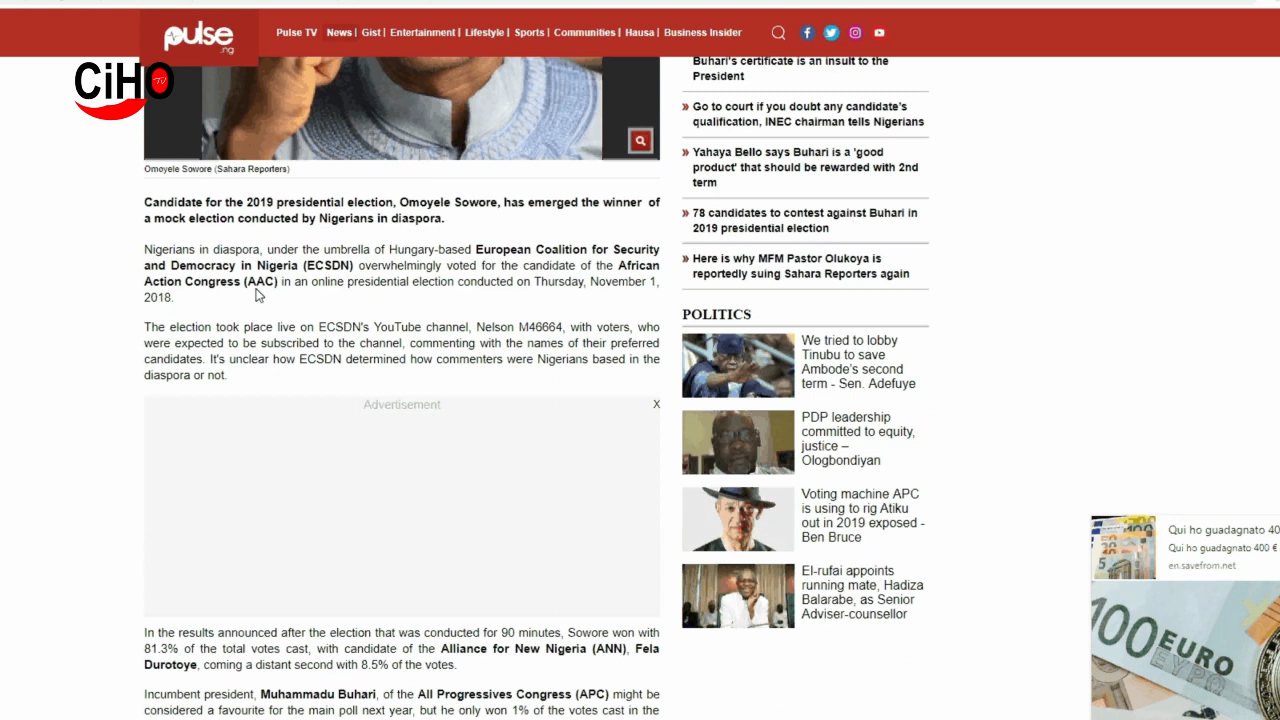 pulse
.ng
Pulse TV News | Gist | Entertainment | Lifestyle | Sports | Communities | Hausa | Business Insider
CiHO
TV
Omoyele Sowore (Sahara Reporters)
Candidate for the 2019 presidential election, Omoyele Sowore, has emerged the winner of
a mock election conducted by Nigerians in diaspora.
Nigerians in diaspora, under the umbrella of Hungary-based European Coalition for Security
and Democracy in Nigeria (ECSDN) overwhelmingly voted for the candidate of the African
Action Congress (AAC) in an online presidential election conducted on Thursday, November 1,
2018.
The election took place live on ECSDN's YouTube channel, Nelson M46664, with voters, who
were expected to be subscribed to the channel, commenting with the names of their preferred
candidates. It's unclear how ECSDN determined how commenters were Nigerians based in the
diaspora or not.
Advertisement
X
In the results announced after the election that was conducted for 90 minutes, Sowore won with
81.3% of the total votes cast, with candidate of the Alliance for New Nigeria (ANN), Fela
Durotoye, coming a distant second with 8.5% of the votes.
Incumbent president, Muhammadu Buhari, of the All Progressives Congress (APC) might be
considered a favourite for the main poll next year, but he only won 1% of the votes cast in the
Buhari's certificate is an insult to the
President
» Go to court if you doubt any candidate's
qualification, INEC chairman tells Nigerians
» Yahaya Bello says Buhari is a 'good
product' that should be rewarded with 2nd
term
» 78 candidates to contest against Buhari in
2019 presidential election
» Here is why MFM Pastor Olukoya is
reportedly suing Sahara Reporters again
POLITICS
We tried to lobby
Tinubu to save
Ambode's second
term - Sen. Adefuye
PDP leadership
committed to equity,
justice –
Ologbondiyan
Voting machine APC
is using to rig Atiku
out in 2019 exposed -
Ben Bruce
El-rufai appoints
running mate, Hadiza
Balarabe, as Senior
Adviser-counsellor
Qui ho guadagnato 40
Qui ho guadagnato 400 €
en.savefrom.net
100 EURO